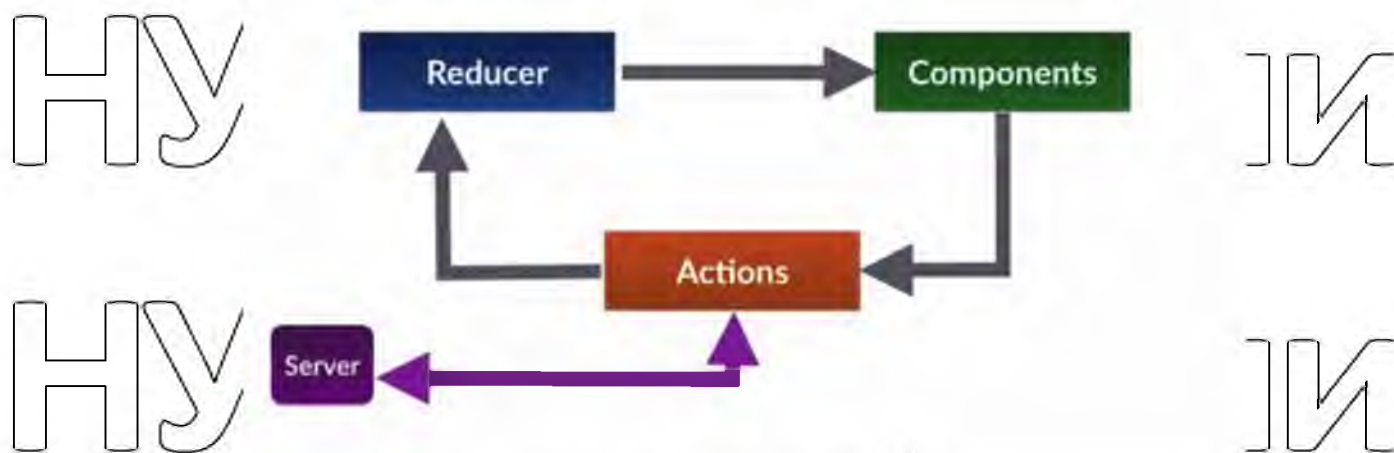 Reducer
Components
Actions
Server
Ну
Ну